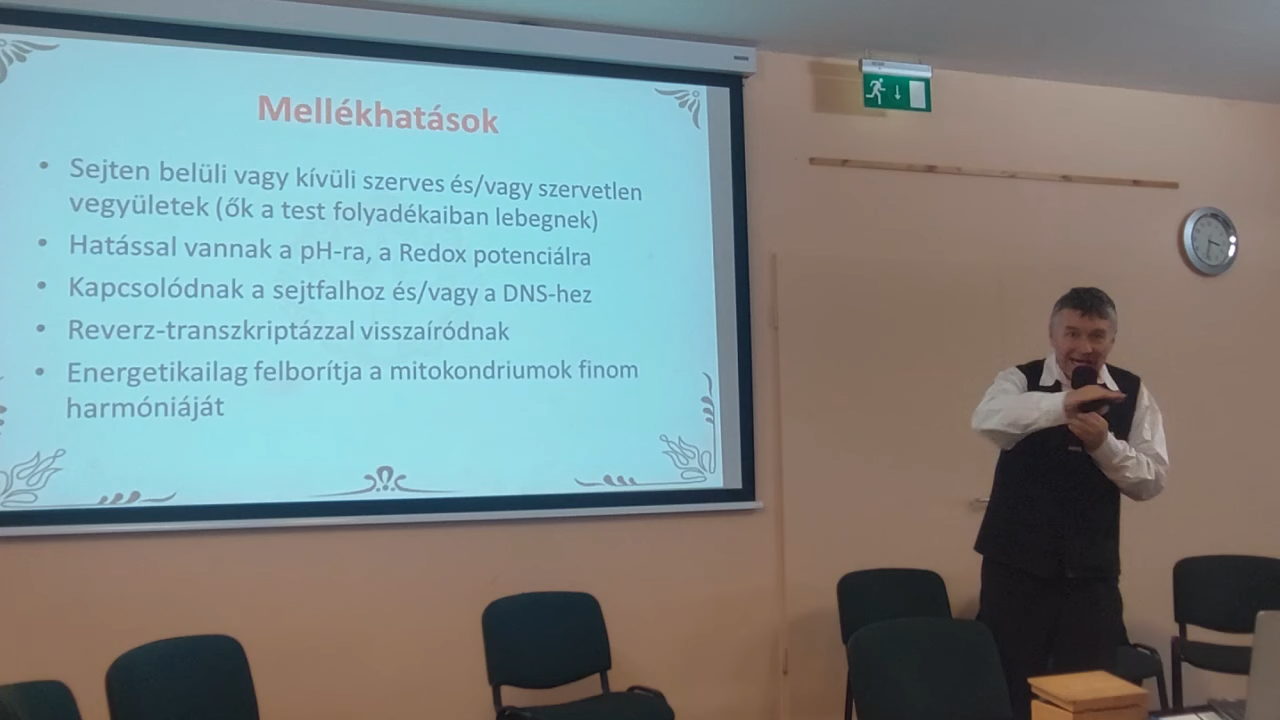 Mellékhatások
• Sejten belüli vagy kívüli szerves és/vagy szervetlen
vegyületek (ők a test folyadékaiban lebegnek)
• Hatással vannak a pH-ra, a Redox potenciálra
• Kapcsolódnak a sejtfalhoz és/vagy a DNS-hez
• Reverz-transzkriptázzal visszaíródnak
• Energetikailag felborítja a mitokondriumok finom
harmóniáját